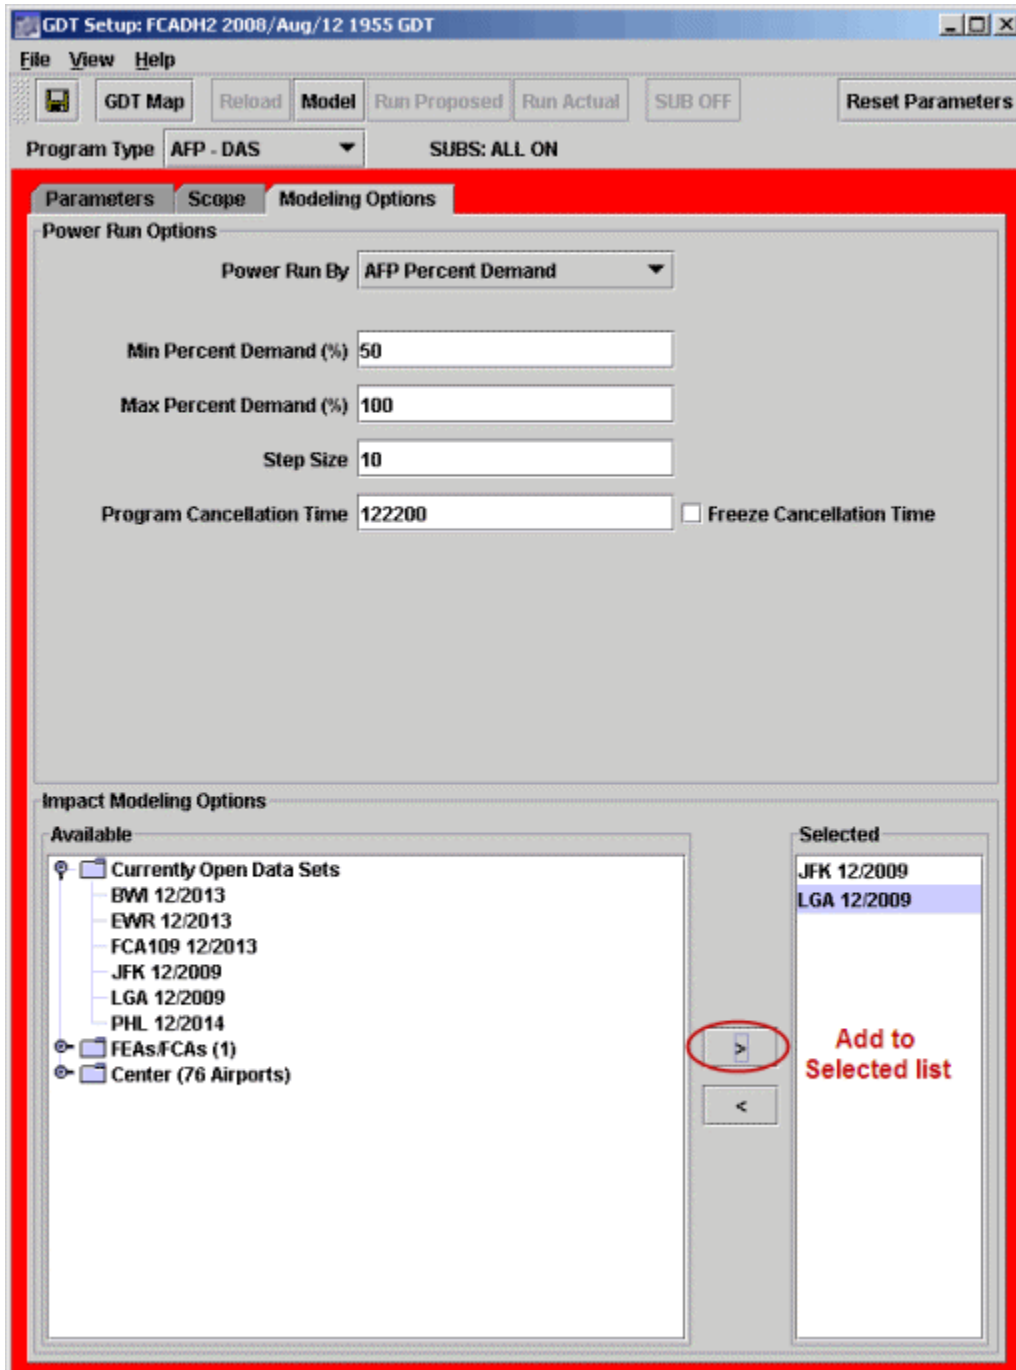 GDT Setup: FCADH2 2008/Aug/12 1955 GDT
File View Help
GDT Map Reload Model Run Proposed Run Actual SUB OFF Reset Parameters
Program Type AFP - DAS SUBS: ALL ON
Parameters Scope Modeling Options
Power Run Options
Power Run By AFP Percent Demand
Min Percent Demand (%) 50
Max Percent Demand (%) 100
Step Size 10
Program Cancellation Time 122200 Freeze Cancellation Time
Impact Modeling Options
Available
Currently Open Data Sets
BWI 12/2013
EWR 12/2013
FCA109 12/2013
JFK 12/2009
LGA 12/2009
PHL 12/2014
FEAs/FCAs (1)
Center (76 Airports)
>
<
Selected
JFK 12/2009
LGA 12/2009
Add to
Selected list